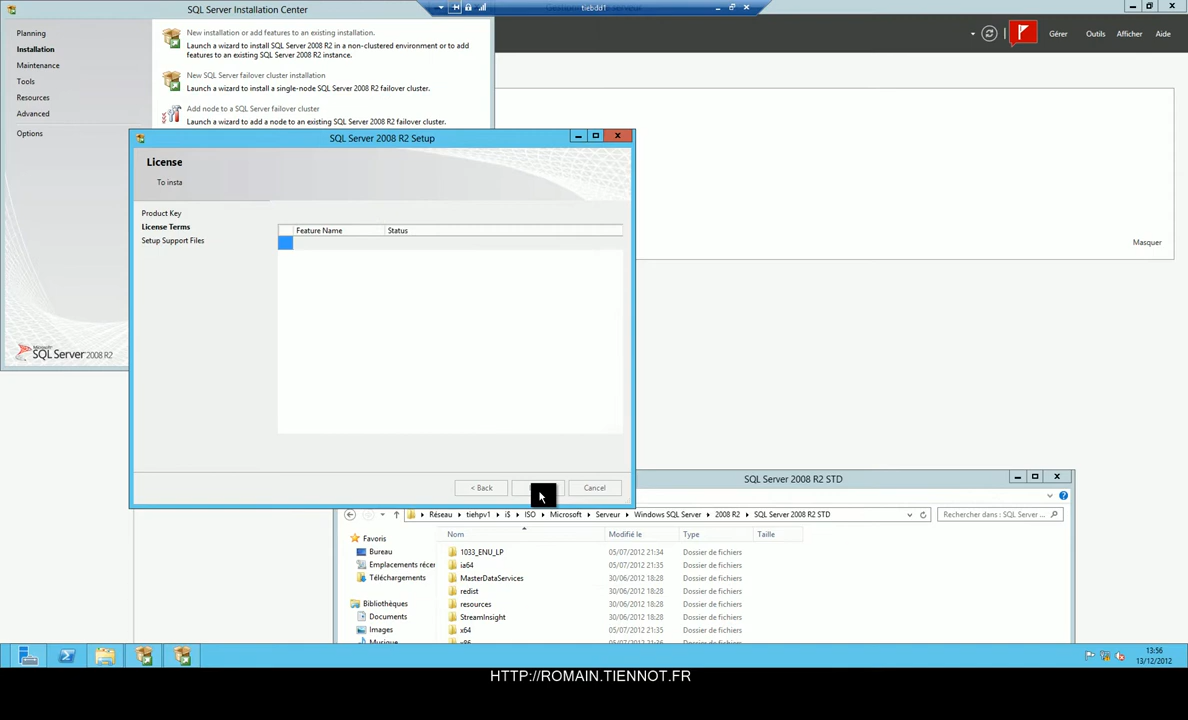 SQL Server Installation Center
tiebdd1
Planning
Installation
Maintenance
Tools
Resources
Advanced
Options
New installation or add features to an existing installation.
Launch a wizard to install SQL Server 2008 R2 in a non-clustered environment or to add
features to an existing SQL Server 2008 R2 instance.
New SQL Server failover cluster installation
Launch a wizard to install a single-node SQL Server 2008 R2 failover cluster.
Add node to a SQL Server failover cluster
Launch a wizard to add a node to an existing SQL Server 2008 R2 failover cluster.
Gérer
Outils
Afficher
Aide
Masquer
Microsoft
SQL Server 2008 R2
SQL Server 2008 R2 Setup
License
To insta
Product Key
License Terms
Setup Support Files
Feature Name
Status
< Back
Cancel
SQL Server 2008 R2 STD
Réseau
tiehpv1
iS
ISO
Microsoft
Serveur
Windows SQL Server
2008 R2
SQL Server 2008 R2 STD
Rechercher dans : SQL Server ...
Nom
Modifié le
Type
Taille
Favoris
Bureau
Emplacements récen
Téléchargements
Bibliothèques
Documents
Images
Musique
1033_ENU_LP 05/07/2012 21:34 Dossier de fichiers
ia64 05/07/2012 21:35 Dossier de fichiers
MasterDataServices 30/06/2012 18:28 Dossier de fichiers
redist 30/06/2012 18:28 Dossier de fichiers
resources 30/06/2012 18:28 Dossier de fichiers
StreamInsight 30/06/2012 18:28 Dossier de fichiers
x64 05/07/2012 21:35 Dossier de fichiers
13:56
13/12/2012
HTTP://ROMAIN.TIENNOT.FR